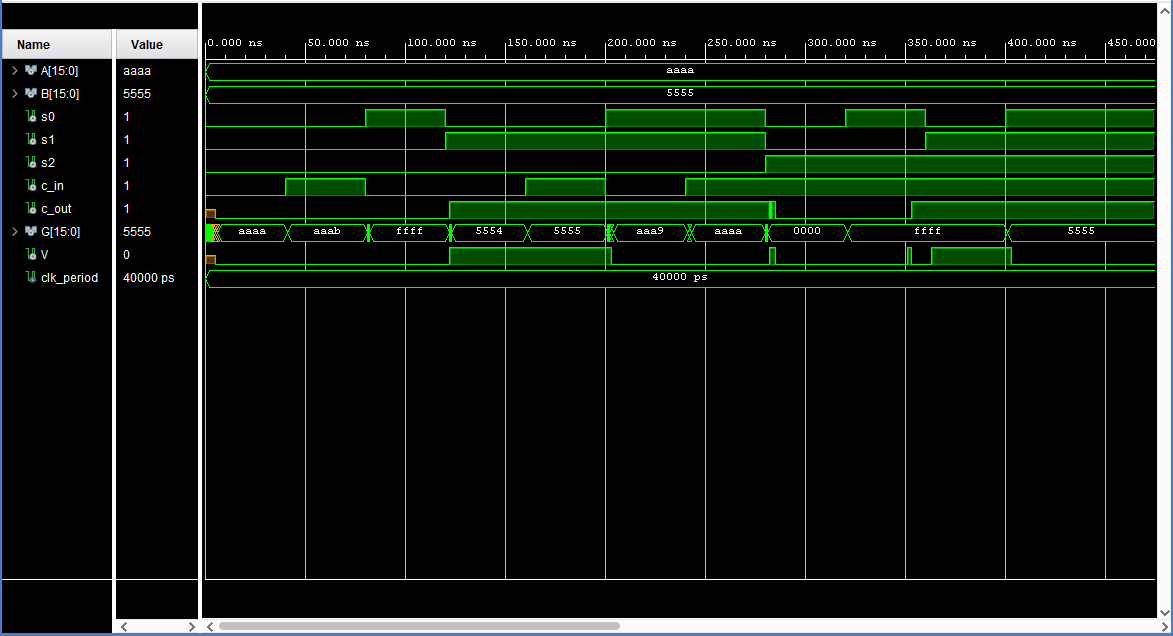 Name Value
0.000 ns 50.000 ns 100.000 ns 150.000 ns 200.000 ns 250.000 ns 300.000 ns 350.000 ns 400.000 ns 450.000
A[15:0] aaaa aaaa
B[15:0] 5555 5555
s0 1
s1 1
s2 1
c_in 1
c_out 1
G[15:0] 5555 aaaa aaab ffff 5554 5555 aaa9 aaaa 0000 ffff 5555
V 0
clk_period 40000 ps 40000 ps